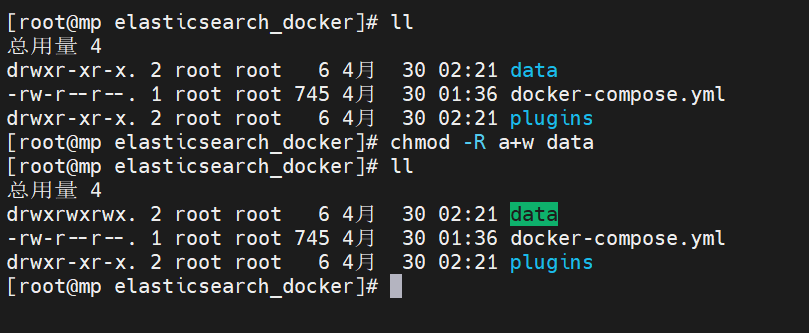 [root@mp elasticsearch_docker]# ll
总用量 4
drwxr-xr-x. 2 root root   6 4月  30 02:21 data
-rw-r--r--. 1 root root 745 4月  30 01:36 docker-compose.yml
drwxr-xr-x. 2 root root   6 4月  30 02:21 plugins
[root@mp elasticsearch_docker]# chmod -R a+w data
[root@mp elasticsearch_docker]# ll
总用量 4
drwxrwxrwx. 2 root root   6 4月  30 02:21 data
-rw-r--r--. 1 root root 745 4月  30 01:36 docker-compose.yml
drwxr-xr-x. 2 root root   6 4月  30 02:21 plugins
[root@mp elasticsearch_docker]#